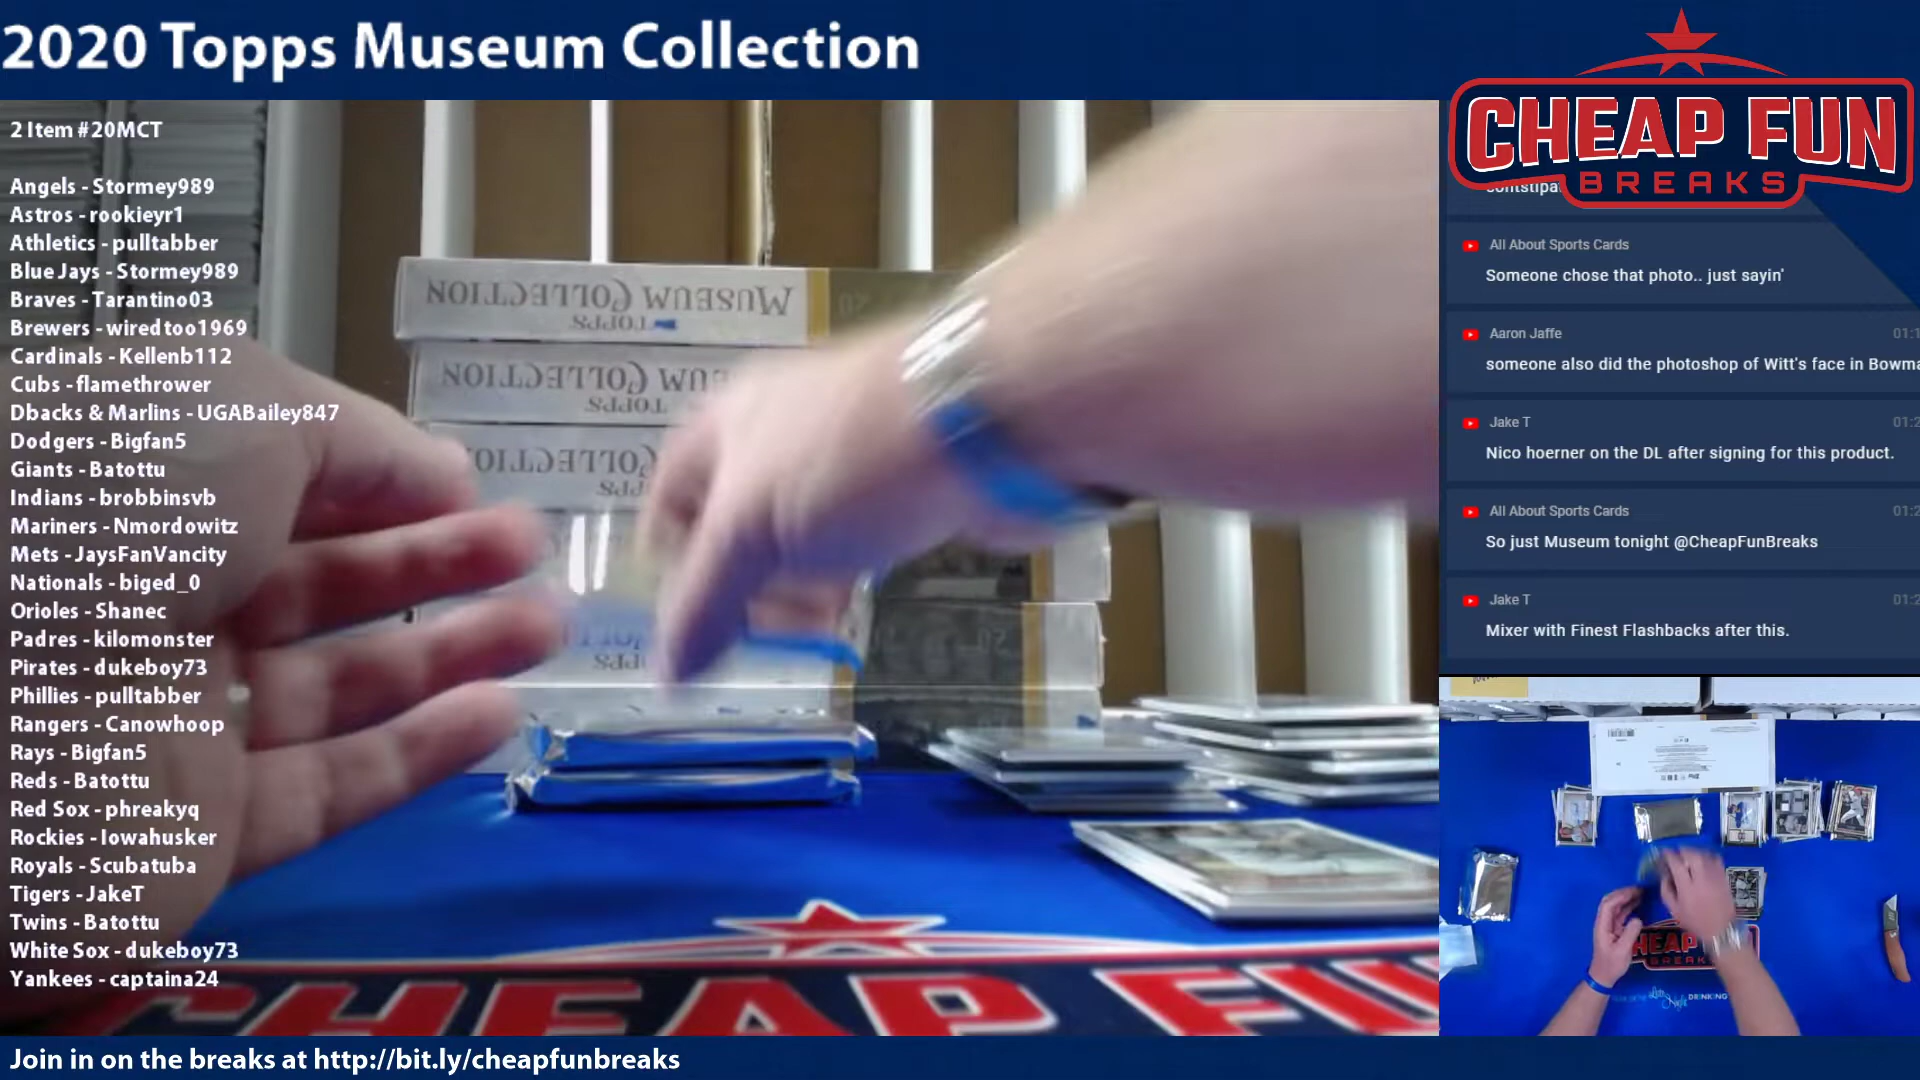 2020 Topps Museum Collection
2 Item #20MCT
Angels - Stormey989
Astros - rookieyr1
Athletics - pulltabber
Blue Jays - Stormey989
Braves - Tarantino03
Brewers - wiredtoo1969
Cardinals - Kellenb112
Cubs - flamethrower
Dbacks & Marlins - UGABailey847
Dodgers - Bigfan5
Giants - Batottu
Indians - brobbinsvb
Mariners - Nmordowitz
Mets - JaysFanVancity
Nationals - biged_0
Orioles - Shanec
Padres - kilomonster
Pirates - dukeboy73
Phillies - pulltabber
Rangers - Canowhoop
Rays - Bigfan5
Reds - Batottu
Red Sox - phreakyq
Rockies - Iowahusker
Royals - Scubatuba
Tigers - JakeT
Twins - Batottu
White Sox - dukeboy73
Yankees - captaina24
MUSEUM COLLECTION
TOPPS
COLLECTION
TOPPS
CHEAP FU
CHEAP FUN
BREAKS
All About Sports Cards
Someone chose that photo.. just sayin'
Aaron Jaffe
someone also did the photoshop of Witt's face in Bowma
Jake T
Nico hoerner on the DL after signing for this product.
All About Sports Cards
So just Museum tonight @CheapFunBreaks
Jake T
Mixer with Finest Flashbacks after this.
DRINKING
Join in on the breaks at http://bit.ly/cheapfunbreaks